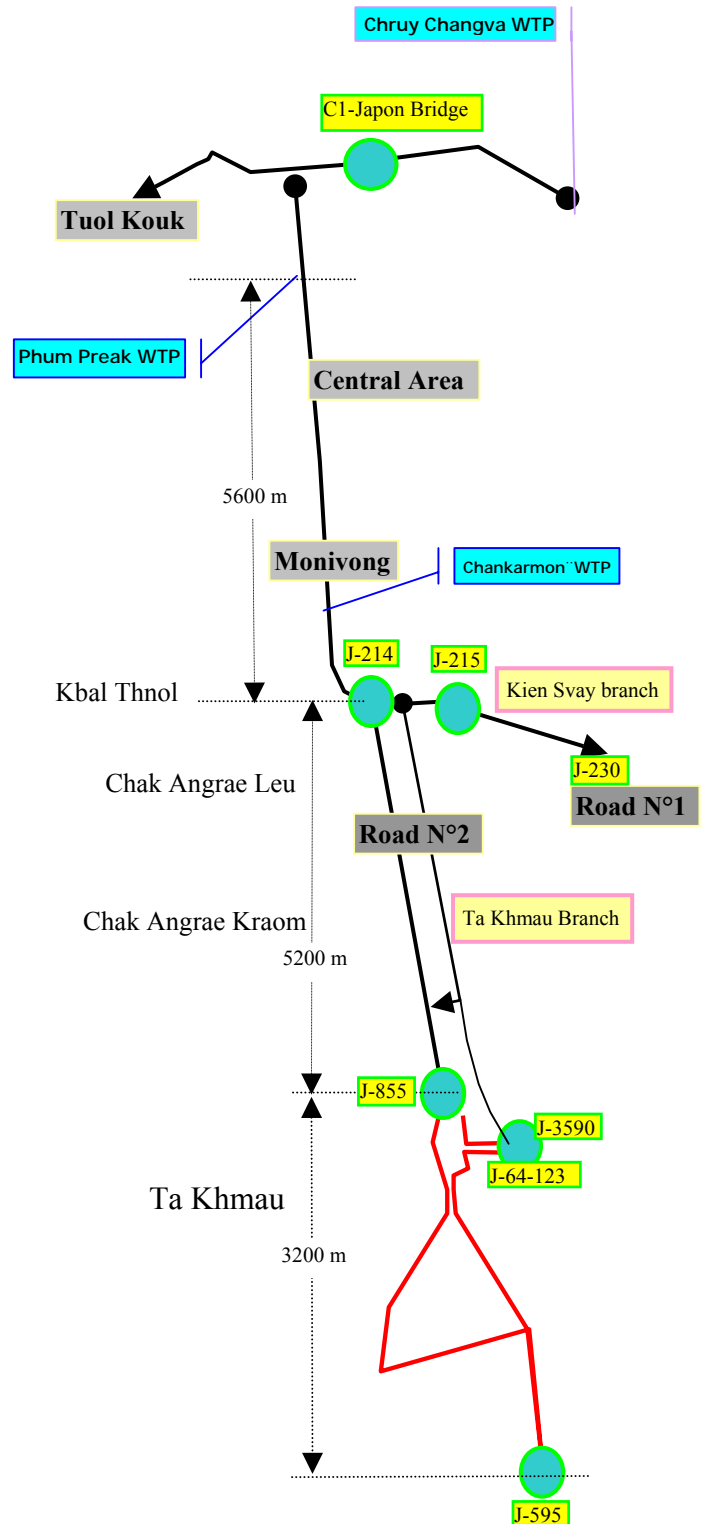 Chruy Changva WTP
C1-Japon Bridge
Tuol Kouk
Phum Preak WTP
Central Area
5600 m
Monivong
Chankarmon¨WTP
J-214
J-215
Kbal Thnol
Kien Svay branch
J-230
Chak Angrae Leu
Road N°1
Road N°2
Chak Angrae Kraom
Ta Khmau Branch
5200 m
J-855
J-3590
J-64-123
Ta Khmau
3200 m
J-595